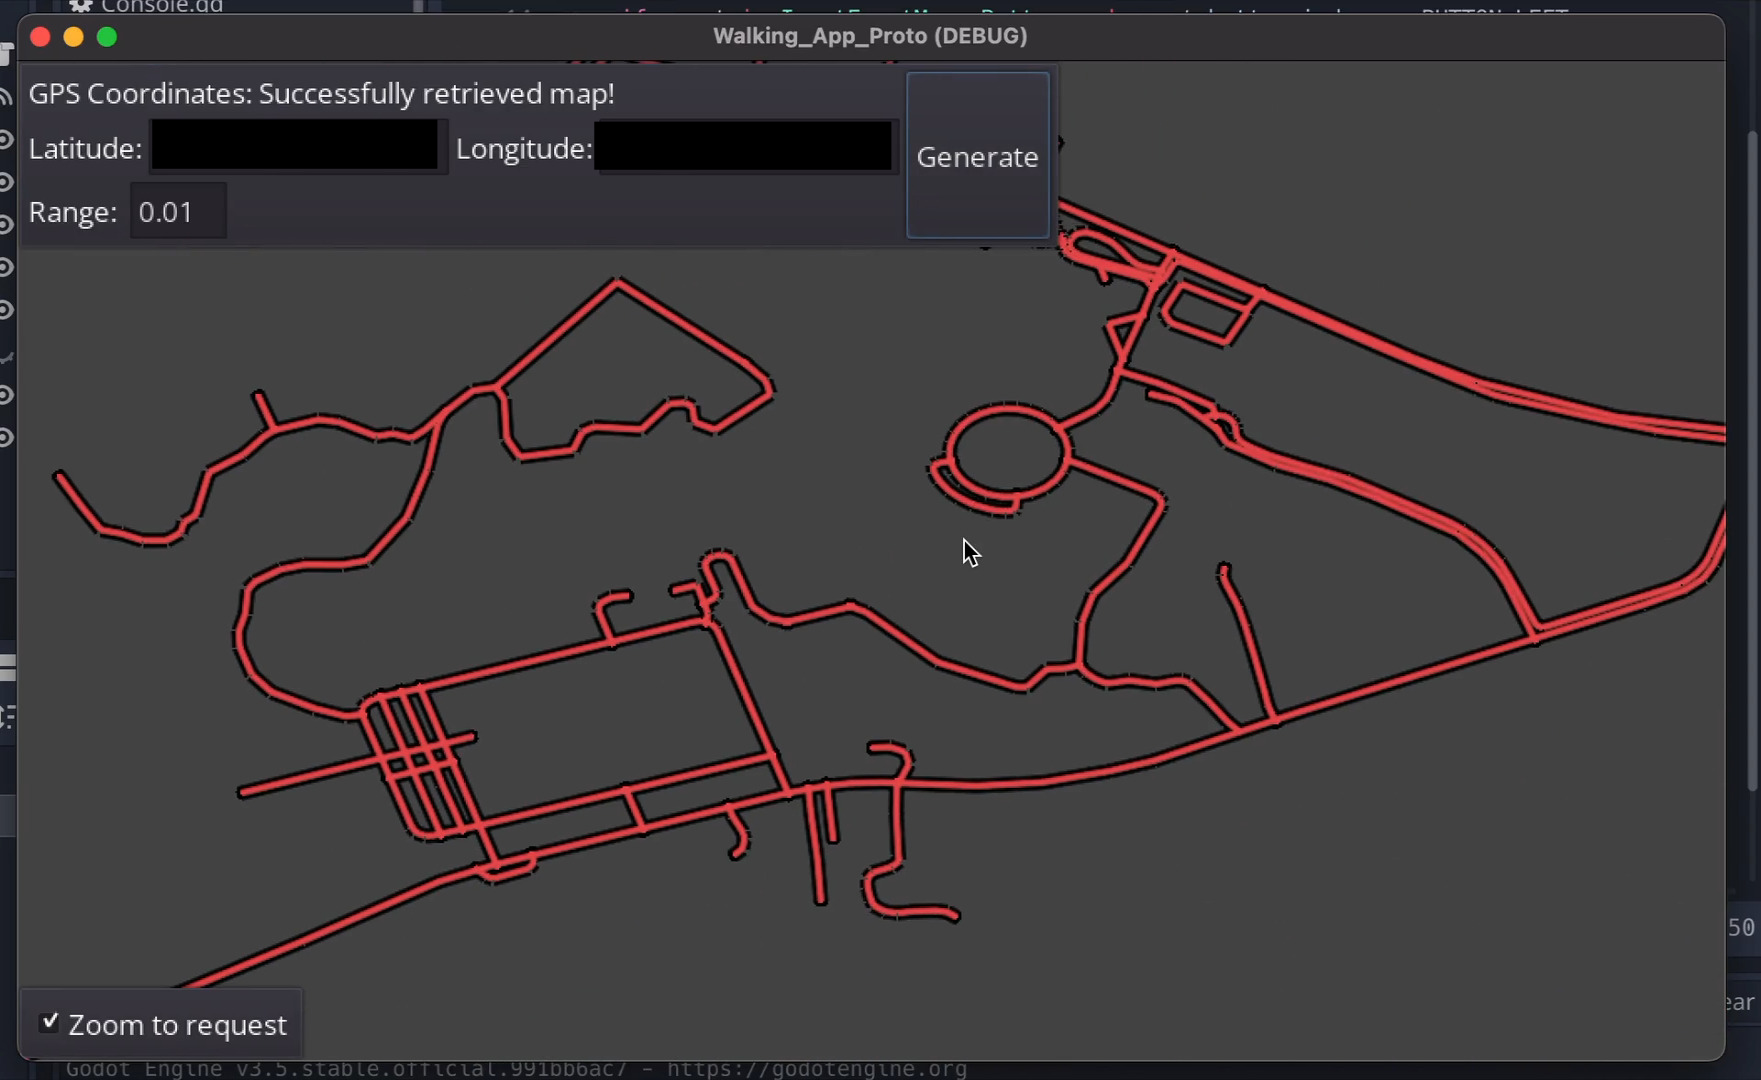 Console.gd
Walking_App_Proto (DEBUG)
GPS Coordinates: Successfully retrieved map!
Latitude:
Longitude:
Generate
Range: 0.01
50
ear
Zoom to request
Godot Engine v3.5.stable.official.991bb6ac7 - https://godotengine.org